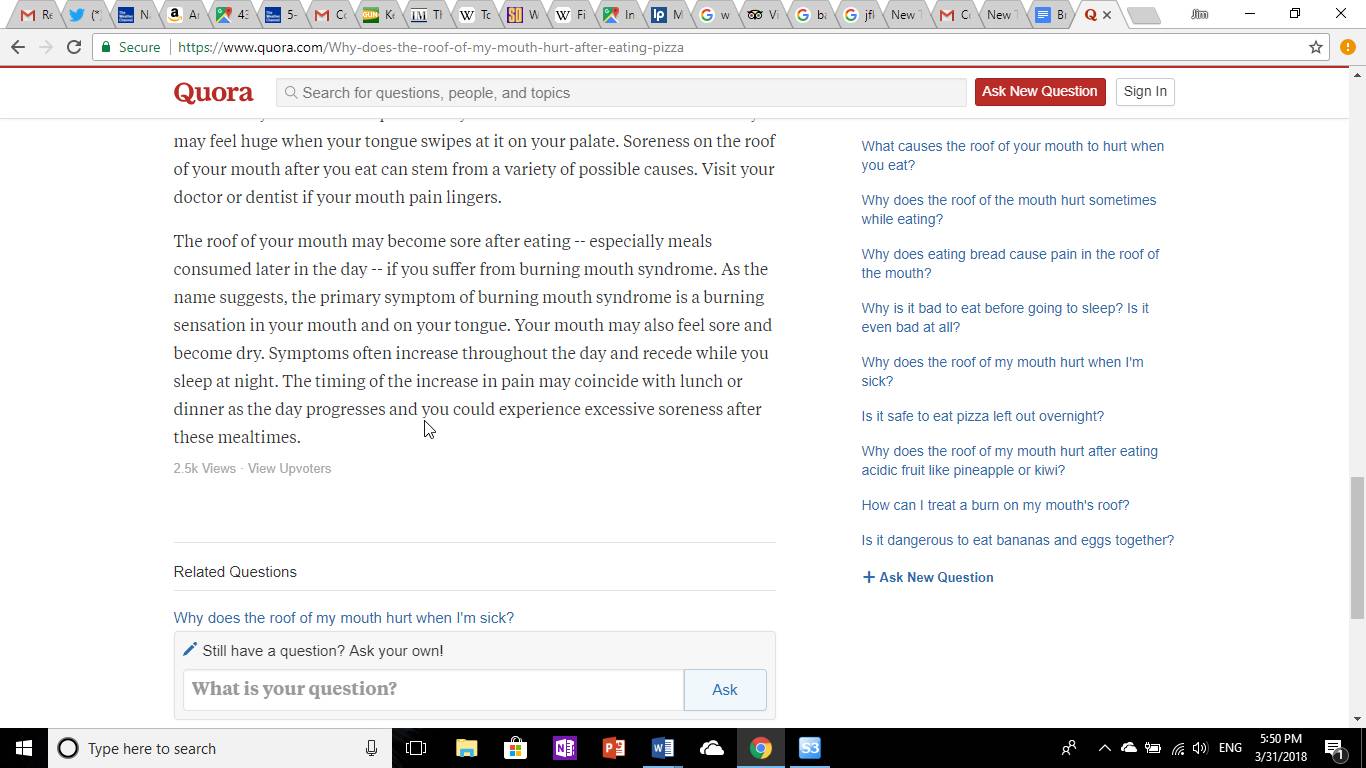 Re
(*
N
A
43
5-
Co
GUN
Ke
Th
To
W
Fi
In
M
w
Vi
ba
jfl
New
C
New T
Br
Jim
Secure
https://www.quora.com/Why-does-the-roof-of-my-mouth-hurt-after-eating-pizza
Quora
Search for questions, people, and topics
Ask New Question
Sign In
may feel huge when your tongue swipes at it on your palate. Soreness on the roof
of your mouth after you eat can stem from a variety of possible causes. Visit your
doctor or dentist if your mouth pain lingers.
The roof of your mouth may become sore after eating -- especially meals
consumed later in the day -- if you suffer from burning mouth syndrome. As the
name suggests, the primary symptom of burning mouth syndrome is a burning
sensation in your mouth and on your tongue. Your mouth may also feel sore and
become dry. Symptoms often increase throughout the day and recede while you
sleep at night. The timing of the increase in pain may coincide with lunch or
dinner as the day progresses and you could experience excessive soreness after
these mealtimes.
2.5k Views · View Upvoters
Related Questions
Why does the roof of my mouth hurt when I'm sick?
Still have a question? Ask your own!
What is your question?
Ask
What causes the roof of your mouth to hurt when
you eat?
Why does the roof of the mouth hurt sometimes
while eating?
Why does eating bread cause pain in the roof of
the mouth?
Why is it bad to eat before going to sleep? Is it
even bad at all?
Why does the roof of my mouth hurt when I'm
sick?
Is it safe to eat pizza left out overnight?
Why does the roof of my mouth hurt after eating
acidic fruit like pineapple or kiwi?
How can I treat a burn on my mouth's roof?
Is it dangerous to eat bananas and eggs together?
+ Ask New Question
Type here to search
ENG
5:50 PM
3/31/2018